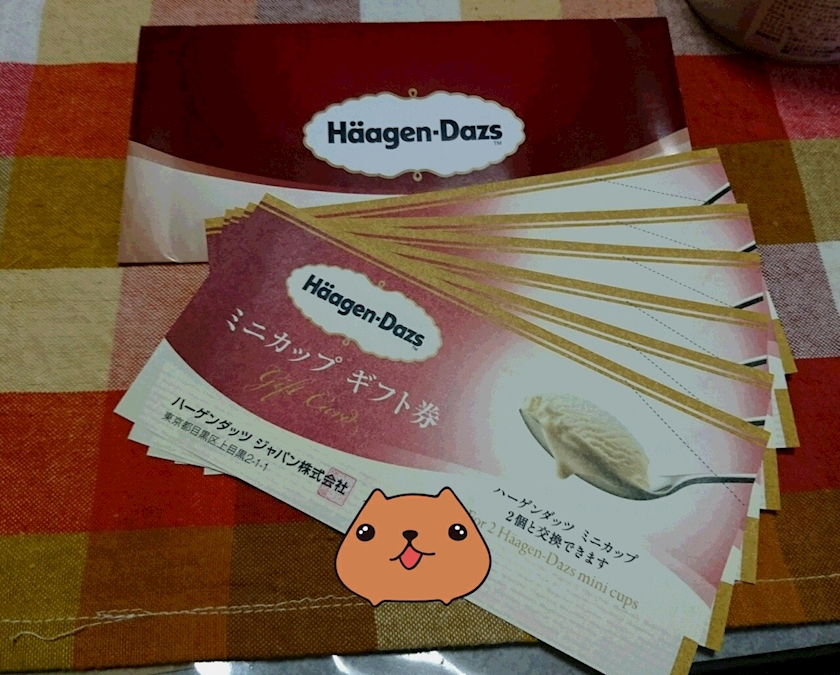 Häagen-Dazs
TM
Häagen-Dazs
ミニカップ ギフト券
Gift Card
ハーゲンダッツ ジャパン株式会社
東京都目黒区上目黒2-1-1
ハーゲンダッツ ミニカップ
2個と交換できます
For 2 Haagen-Dazs mini cups